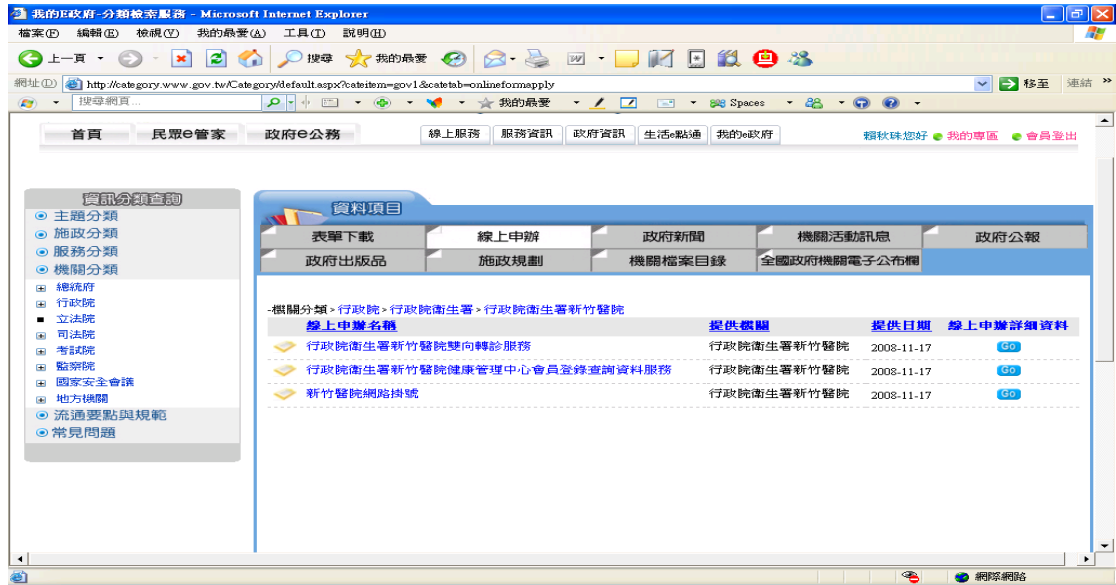 我的E政府-分類檢索服務 - Microsoft Internet Explorer
檔案(F) 編輯(E) 檢視(V) 我的最愛(A) 工具(T) 說明(H)
上一頁 搜尋 我的最愛
網址(D) http://category.www.gov.tw/Category/default.aspx?cateitem=gov1&catetab=onlineformapply 移至 連結 »
搜尋網頁... 我的最愛 Spaces
首頁 民眾e管家 政府e公務 線上服務 服務資訊 政府資訊 生活e點通 我的e政府 賴秋珠您好 我的專區 會員登出
資訊分類查詢
主題分類
施政分類
服務分類
機關分類
總統府
行政院
立法院
司法院
考試院
監察院
國家安全會議
地方機關
流通要點與規範
常見問題
資料項目
表單下載 線上申辦 政府新聞 機關活動訊息 政府公報
政府出版品 施政規劃 機關檔案目錄 全國政府機關電子公布欄
-機關分類>行政院>行政院衛生署>行政院衛生署新竹醫院
線上申辦名稱 提供機關 提供日期 線上申辦詳細資料
行政院衛生署新竹醫院雙向轉診服務 行政院衛生署新竹醫院 2008-11-17 Go
行政院衛生署新竹醫院健康管理中心會員登錄查詢資料服務 行政院衛生署新竹醫院 2008-11-17 Go
新竹醫院網路掛號 行政院衛生署新竹醫院 2008-11-17 Go
網際網路